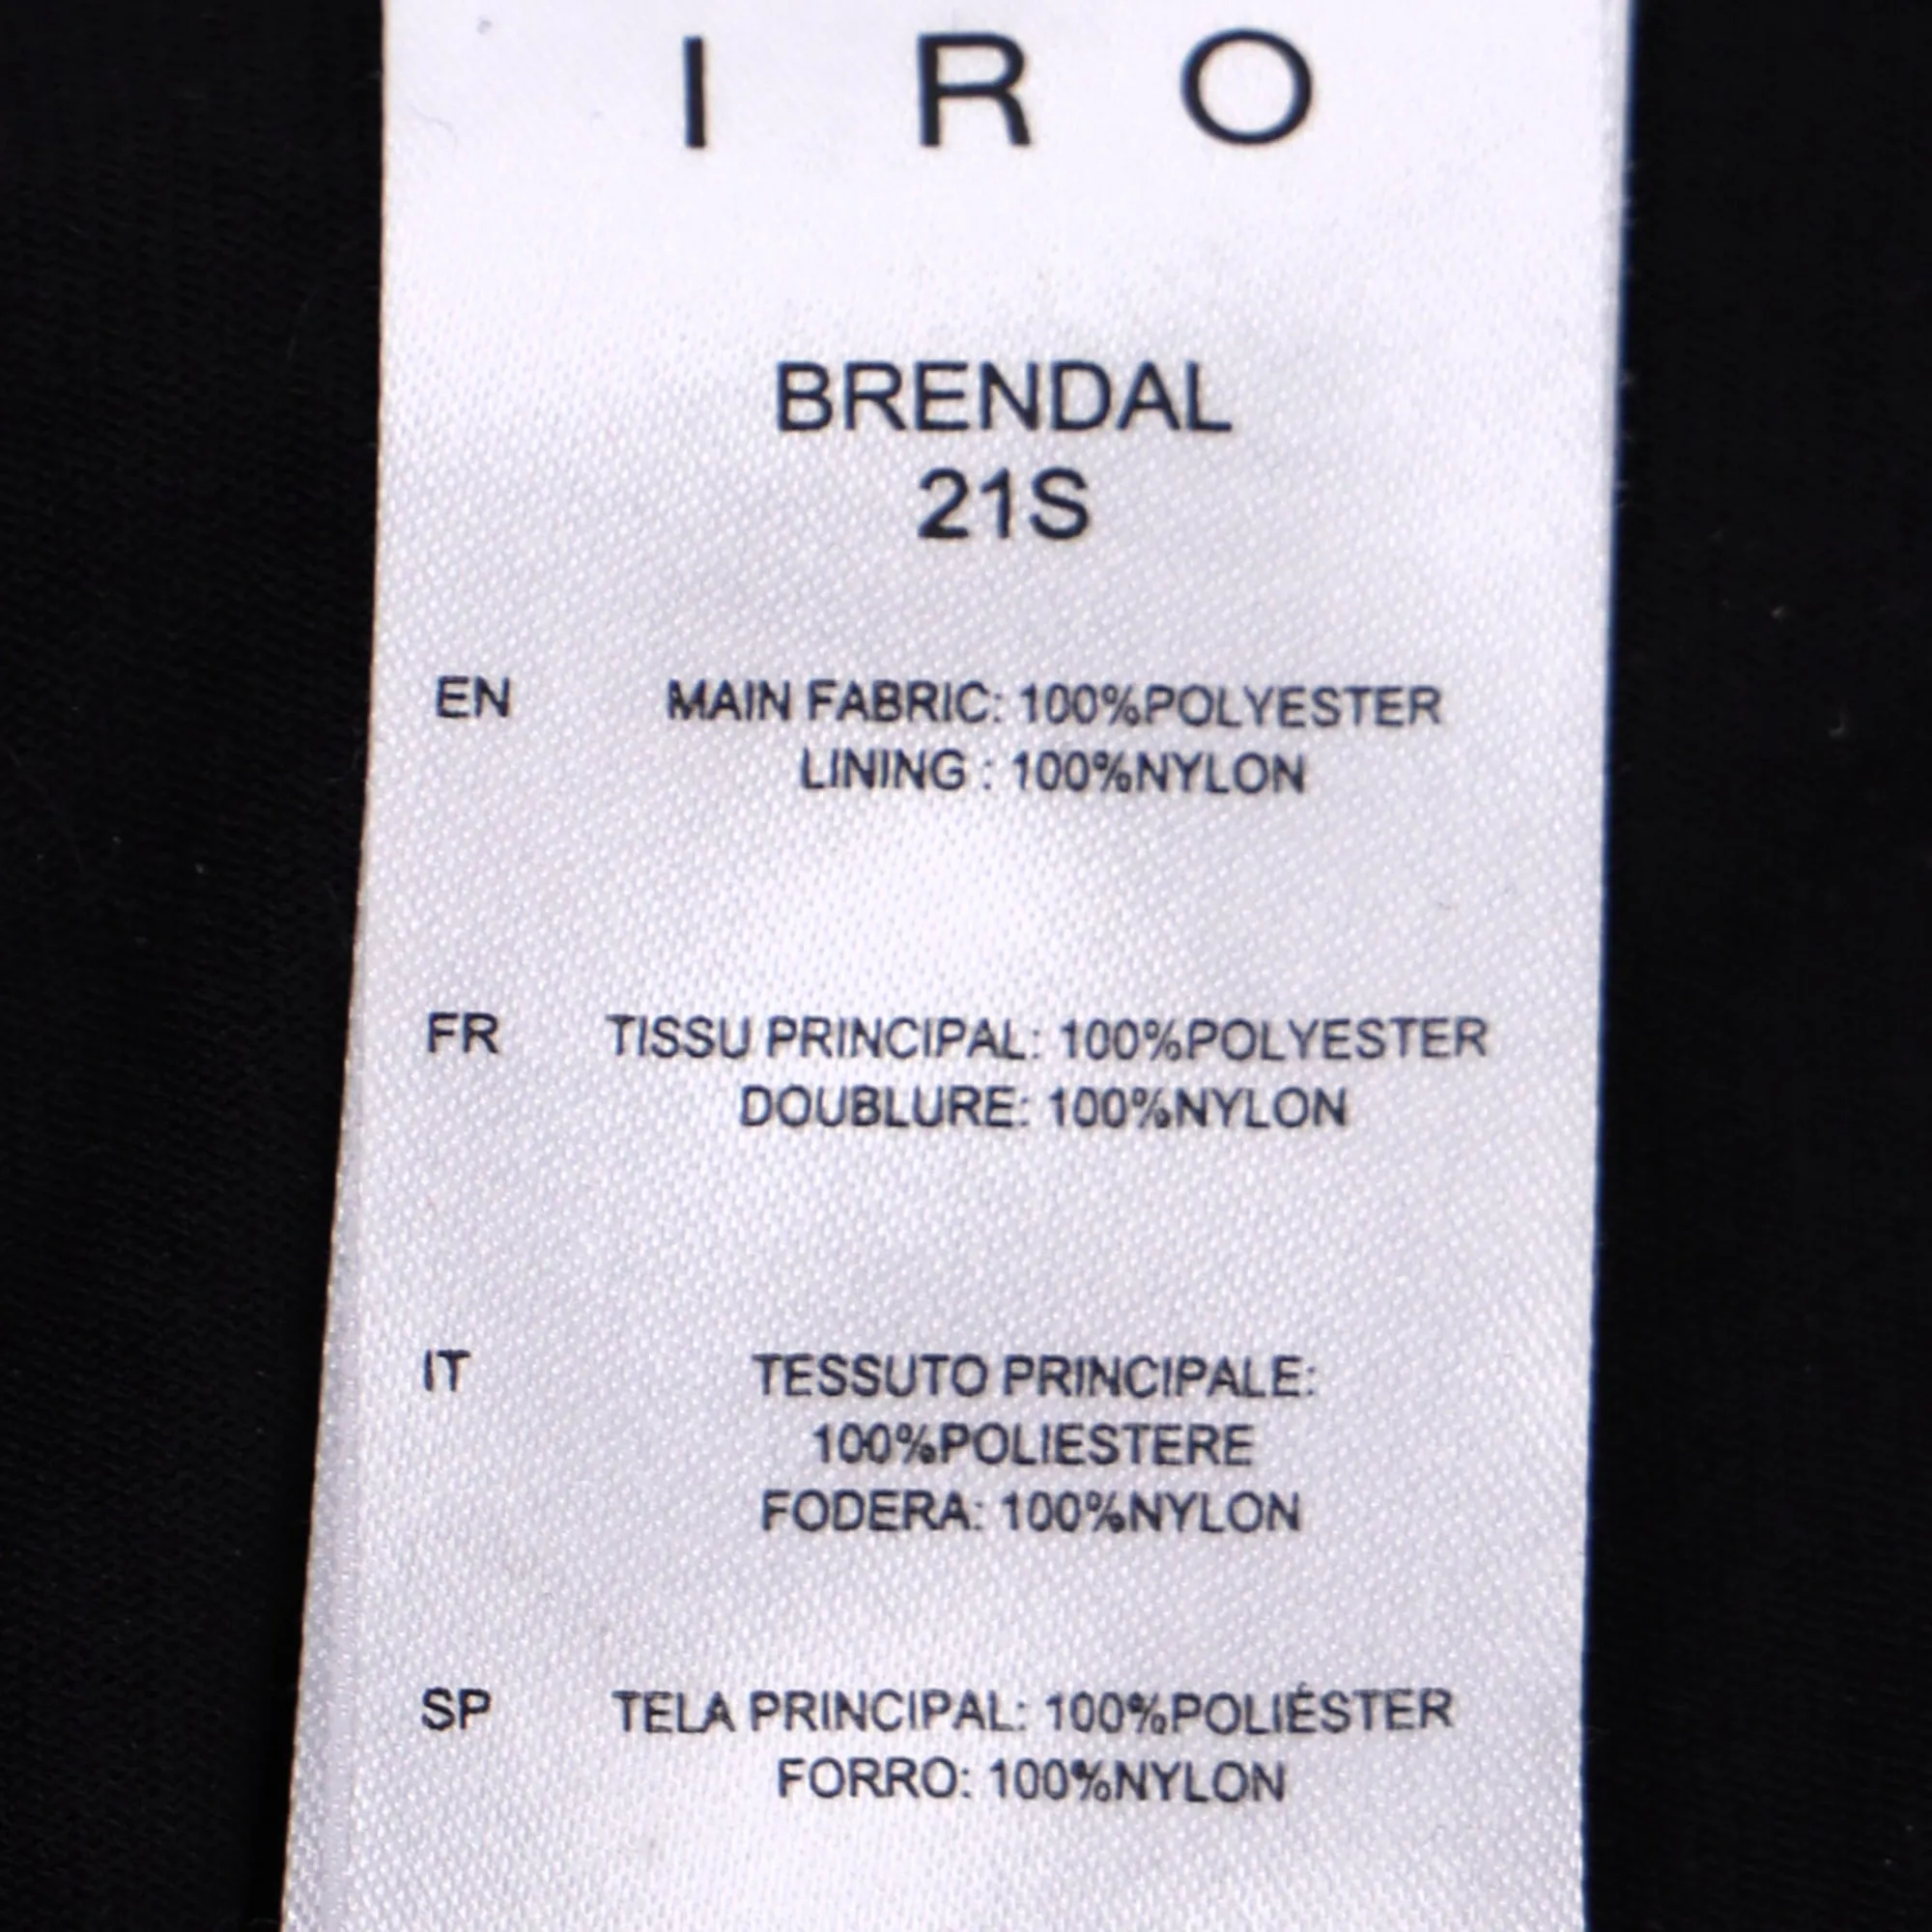 I R O
BRENDAL
21S
EN MAIN FABRIC: 100%POLYESTER
LINING : 100%NYLON
FR TISSU PRINCIPAL: 100%POLYESTER
DOUBLURE: 100%NYLON
IT TESSUTO PRINCIPALE:
100%POLIESTERE
FODERA: 100%NYLON
SP TELA PRINCIPAL: 100%POLIÉSTER
FORRO: 100%NYLON